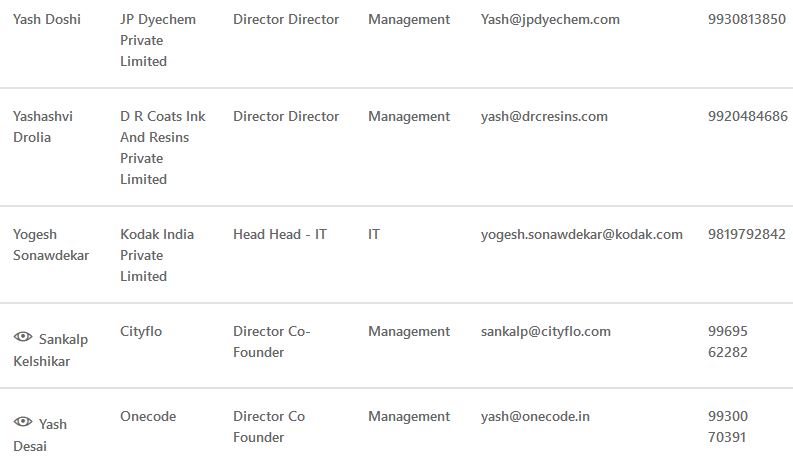 Yash Doshi JP Dyechem Director Director Management Yash@jpdyechem.com 9930813850
Private
Limited
Yashashvi D R Coats Ink Director Director Management yash@drcresins.com 9920484686
Drolia And Resins
Private
Limited
Yogesh Kodak India Head Head - IT IT yogesh.sonawdekar@kodak.com 9819792842
Sonawdekar Private
Limited
Sankalp Cityflo Director Co- Management sankalp@cityflo.com 99695
Kelshikar Founder 62282
Yash Onecode Director Co Management yash@onecode.in 99300
Desai Founder 70391